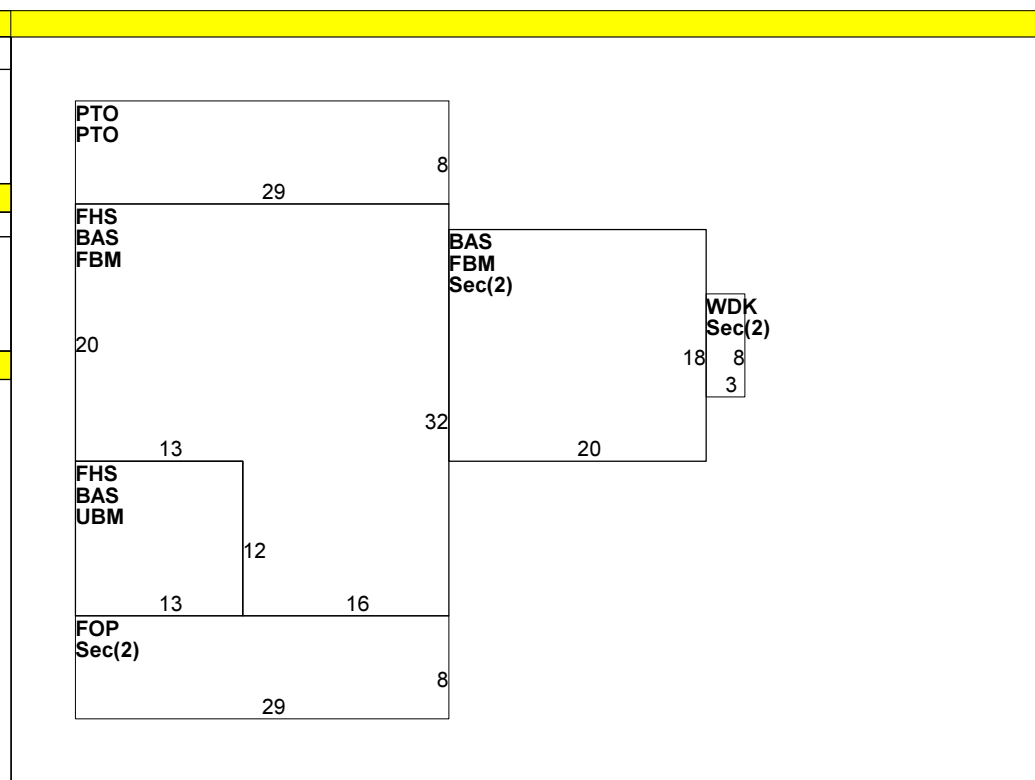 PTO
PTO
8
29
FHS
BAS
FBM
BAS
FBM
Sec(2)
WDK
Sec(2)
20
18
8
3
32
13
20
FHS
BAS
UBM
12
13
16
FOP
Sec(2)
8
29